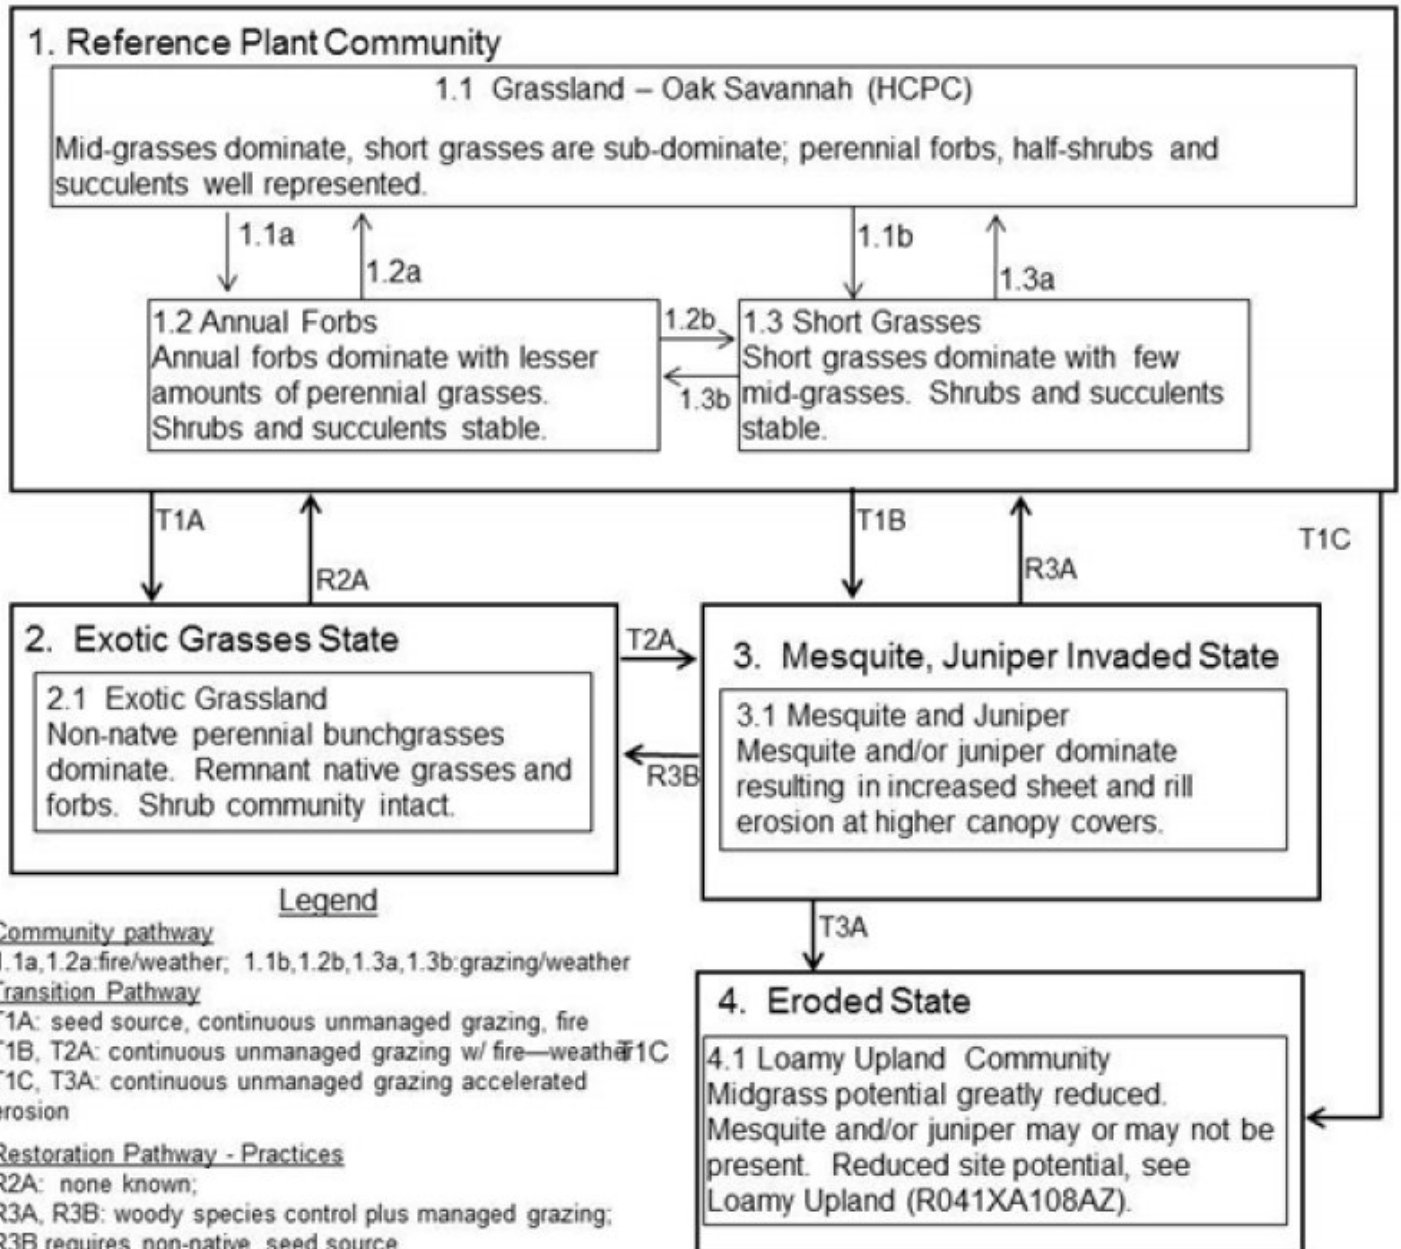 1. Reference Plant Community
1.1 Grassland – Oak Savannah (HCPC)
Mid-grasses dominate, short grasses are sub-dominate; perennial forbs, half-shrubs and
succulents well represented.
1.1a
1.2a
1.1b
1.3a
1.2 Annual Forbs
Annual forbs dominate with lesser
amounts of perennial grasses.
Shrubs and succulents stable.
1.2b
1.3b
1.3 Short Grasses
Short grasses dominate with few
mid-grasses. Shrubs and succulents
stable.
T1A
R2A
T1B
R3A
T1C
2. Exotic Grasses State
2.1 Exotic Grassland
Non-natve perennial bunchgrasses
dominate. Remnant native grasses and
forbs. Shrub community intact.
T2A
R3B
3. Mesquite, Juniper Invaded State
3.1 Mesquite and Juniper
Mesquite and/or juniper dominate
resulting in increased sheet and rill
erosion at higher canopy covers.
T3A
4. Eroded State
4.1 Loamy Upland Community
Midgrass potential greatly reduced.
Mesquite and/or juniper may or may not be
present. Reduced site potential, see
Loamy Upland (R041XA108AZ).
Legend
Community pathway
1.1a,1.2a:fire/weather; 1.1b,1.2b,1.3a,1.3b:grazing/weather
Transition Pathway
T1A: seed source, continuous unmanaged grazing, fire
T1B, T2A: continuous unmanaged grazing w/ fire—weather
T1C
T1C, T3A: continuous unmanaged grazing accelerated
erosion
Restoration Pathway - Practices
R2A: none known;
R3A, R3B: woody species control plus managed grazing;
R3B requires non-native seed source